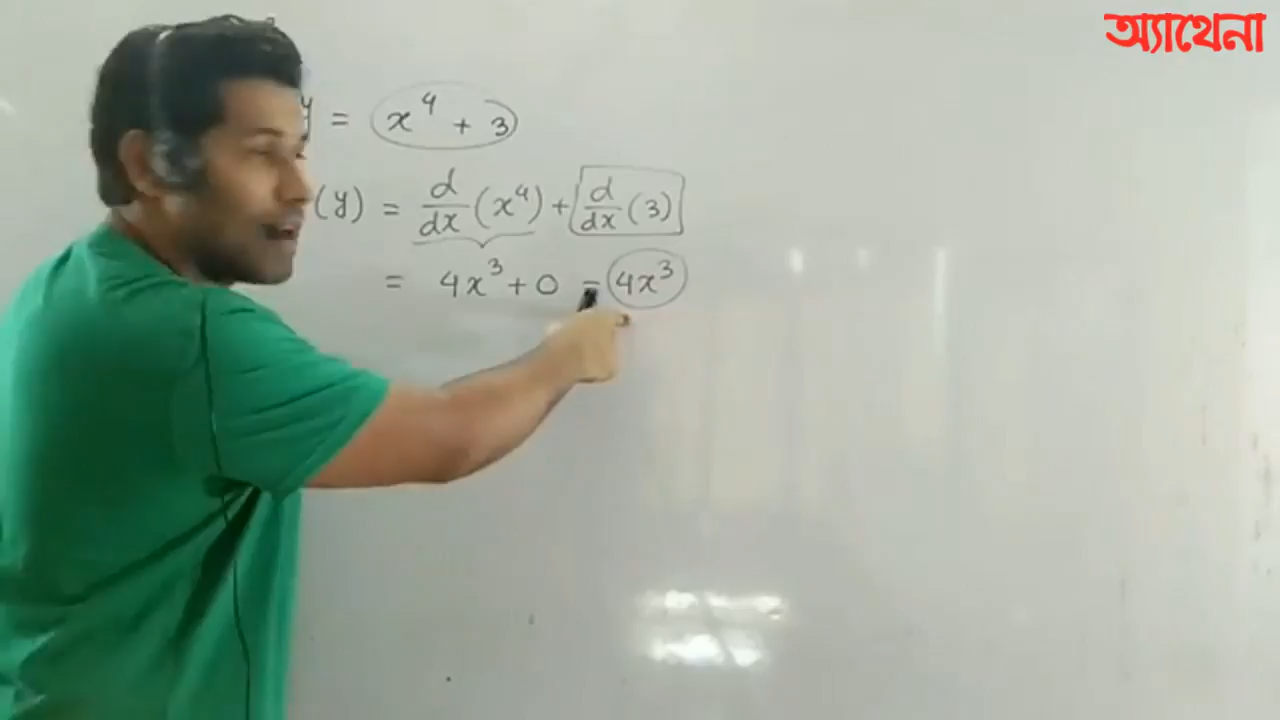 অ্যাথেনা
y = x⁴ + 3
(y) = d/dx (x⁴) + d/dx (3)
= 4x³ + 0 = 4x³